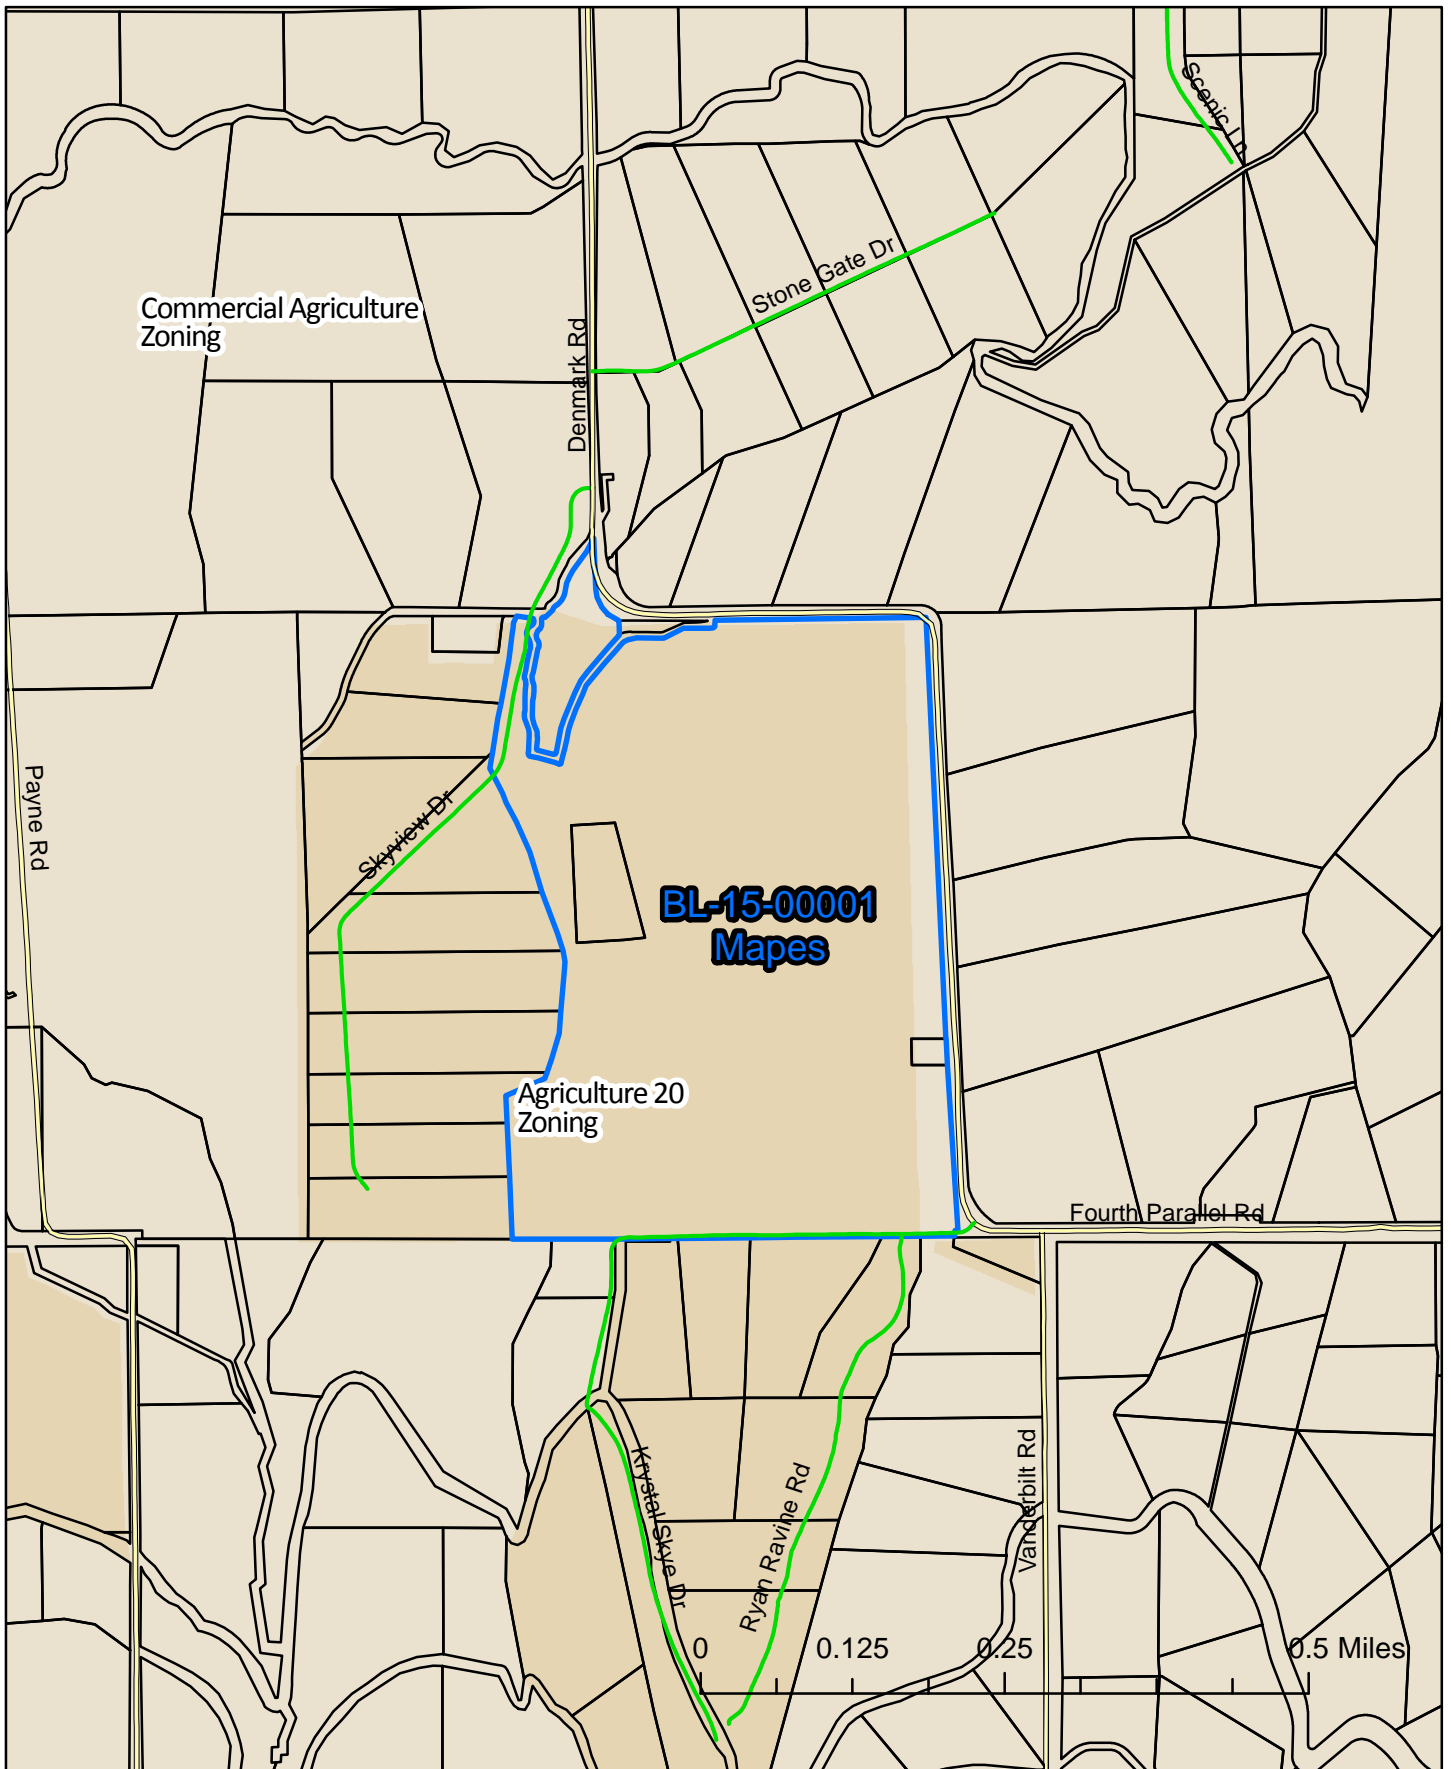 Scenic Ln
Stone Gate Dr
Commercial Agriculture
Zoning
Denmark Rd
Payne Rd
Skyview Dr
BL-15-00001
Mapes
Agriculture 20
Zoning
Fourth Parallel Rd
Krystal Skye Dr
Ryan Ravine Rd
Vanderbilt Rd
0 0.125 0.25 0.5 Miles